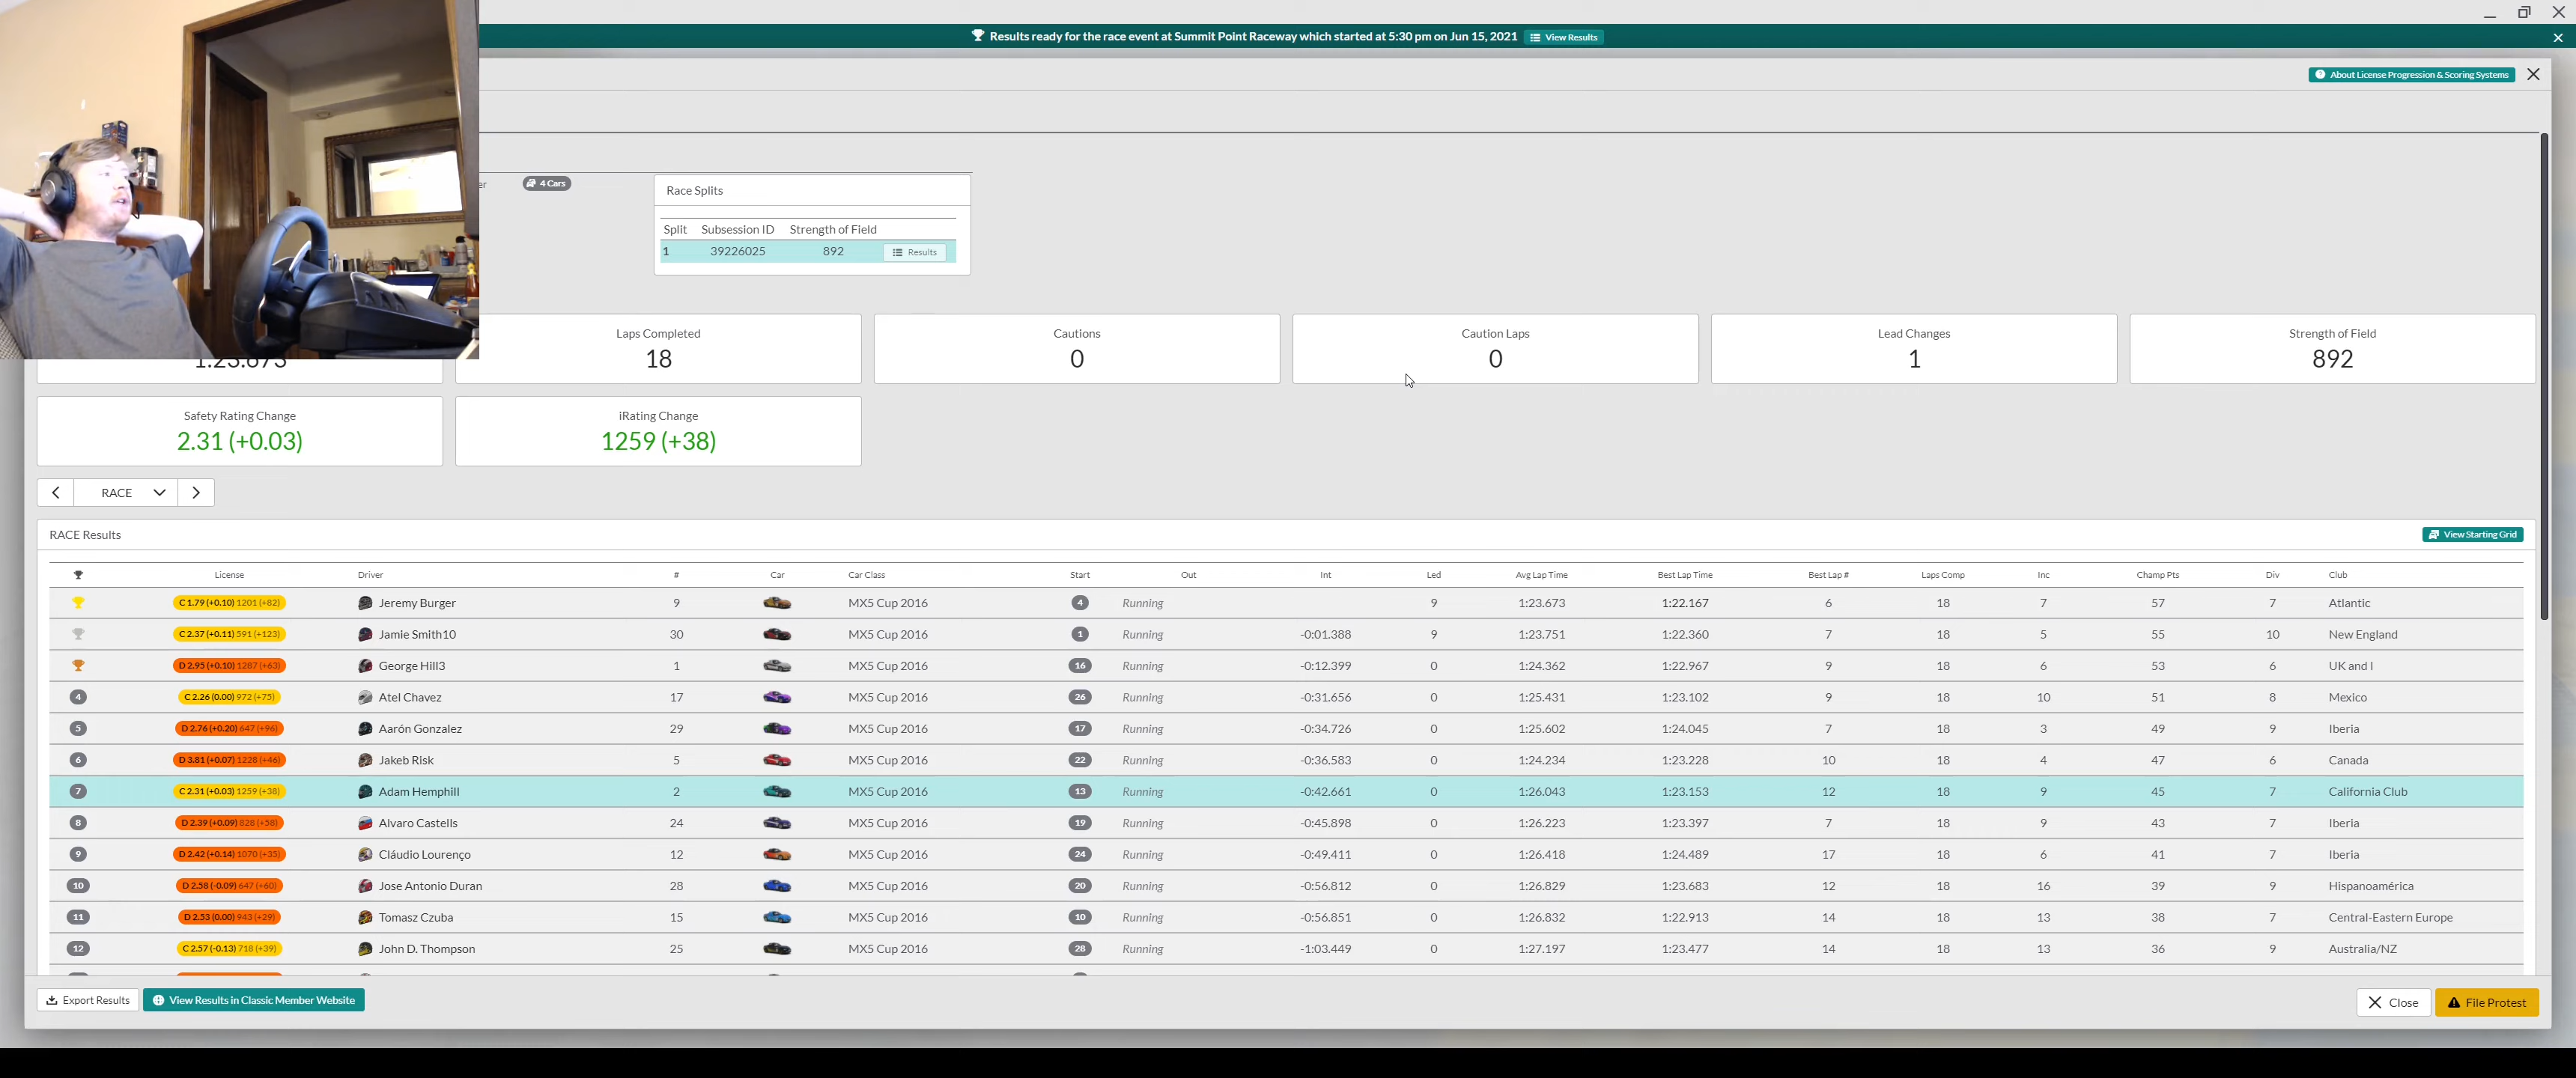 Results ready for the race event at Summit Point Raceway which started at 5:30 pm on Jun 15, 2021 View Results
About License Progression & Scoring Systems
er 4 Cars
Race Splits
Split Subsession ID Strength of Field
1 39226025 892 Results
1:23.673
Laps Completed
18
Cautions
0
Caution Laps
0
Lead Changes
1
Strength of Field
892
Safety Rating Change
2.31 (+0.03)
iRating Change
1259 (+38)
RACE
RACE Results View Starting Grid
License Driver # Car Car Class Start Out Int Led Avg Lap Time Best Lap Time Best Lap # Laps Comp Inc Champ Pts Div Club
C 1.79 (+0.10) 1201 (+82) Jeremy Burger 9 MX5 Cup 2016 4 Running 9 1:23.673 1:22.167 6 18 7 57 7 Atlantic
C 2.37 (+0.11) 591 (+123) Jamie Smith10 30 MX5 Cup 2016 1 Running -0:01.388 9 1:23.751 1:22.360 7 18 5 55 10 New England
D 2.95 (+0.10) 1287 (+63) George Hill3 1 MX5 Cup 2016 16 Running -0:12.399 0 1:24.362 1:22.967 9 18 6 53 6 UK and I
4 C 2.26 (0.00) 972 (+75) Atel Chavez 17 MX5 Cup 2016 26 Running -0:31.656 0 1:25.431 1:23.102 9 18 10 51 8 Mexico
5 D 2.76 (+0.20) 647 (+96) Aarón Gonzalez 29 MX5 Cup 2016 17 Running -0:34.726 0 1:25.602 1:24.045 7 18 3 49 9 Iberia
6 D 3.81 (+0.07) 1228 (+46) Jakeb Risk 5 MX5 Cup 2016 22 Running -0:36.583 0 1:24.234 1:23.228 10 18 4 47 6 Canada
7 C 2.31 (+0.03) 1259 (+38) Adam Hemphill 2 MX5 Cup 2016 13 Running -0:42.661 0 1:26.043 1:23.153 12 18 9 45 7 California Club
8 D 2.39 (+0.09) 828 (+58) Alvaro Castells 24 MX5 Cup 2016 19 Running -0:45.898 0 1:26.223 1:23.397 7 18 9 43 7 Iberia
9 D 2.42 (+0.14) 1070 (+35) Cláudio Lourenço 12 MX5 Cup 2016 24 Running -0:49.411 0 1:26.418 1:24.489 17 18 6 41 7 Iberia
10 D 2.58 (-0.09) 647 (+60) Jose Antonio Duran 28 MX5 Cup 2016 20 Running -0:56.812 0 1:26.829 1:23.683 12 18 16 39 9 Hispanoamérica
11 D 2.53 (0.00) 943 (+29) Tomasz Czuba 15 MX5 Cup 2016 10 Running -0:56.851 0 1:26.832 1:22.913 14 18 13 38 7 Central-Eastern Europe
12 C 2.57 (-0.13) 718 (+39) John D. Thompson 25 MX5 Cup 2016 28 Running -1:03.449 0 1:27.197 1:23.477 14 18 13 36 9 Australia/NZ
Export Results View Results in Classic Member Website Close File Protest